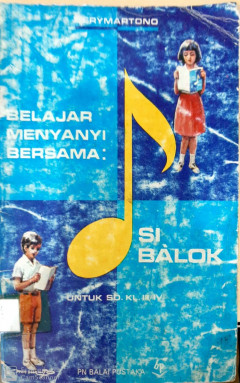 RYMARTONO
BELAJAR
MENYANYI
BERSAMA:
SI
BALOK
UNTUK SD. KL. III-IV
PN BALAI PUSTAKA